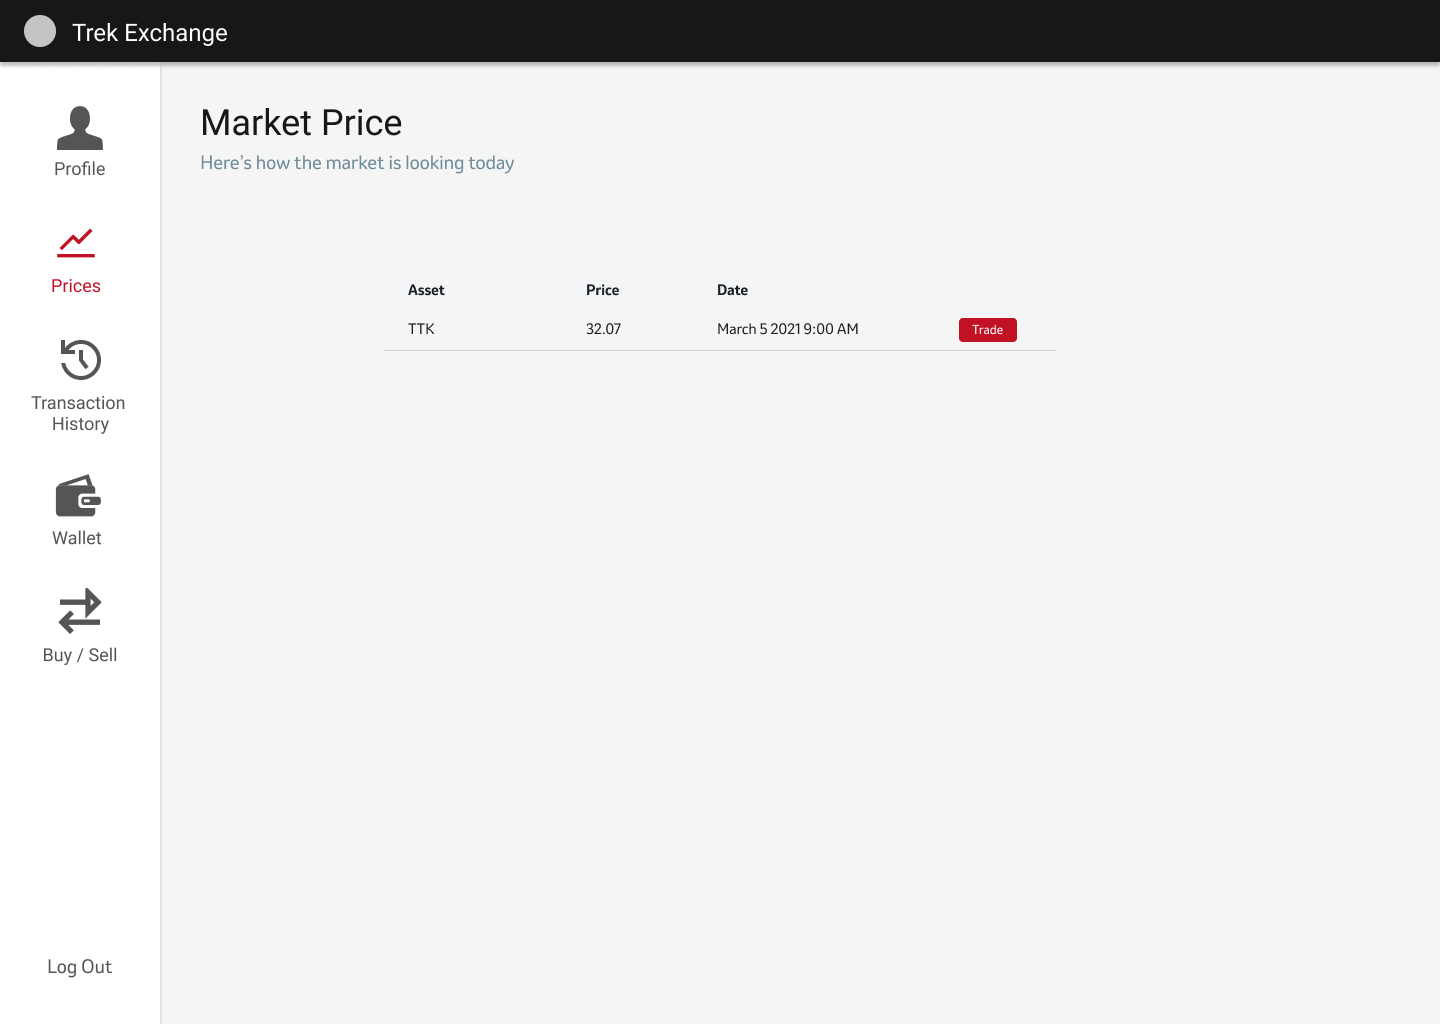 Trek Exchange
Profile
Prices
Transaction
History
Wallet
Buy / Sell
Log Out
Market Price
Here’s how the market is looking today
Asset Price Date
TTK 32.07 March 5 2021 9:00 AM Trade